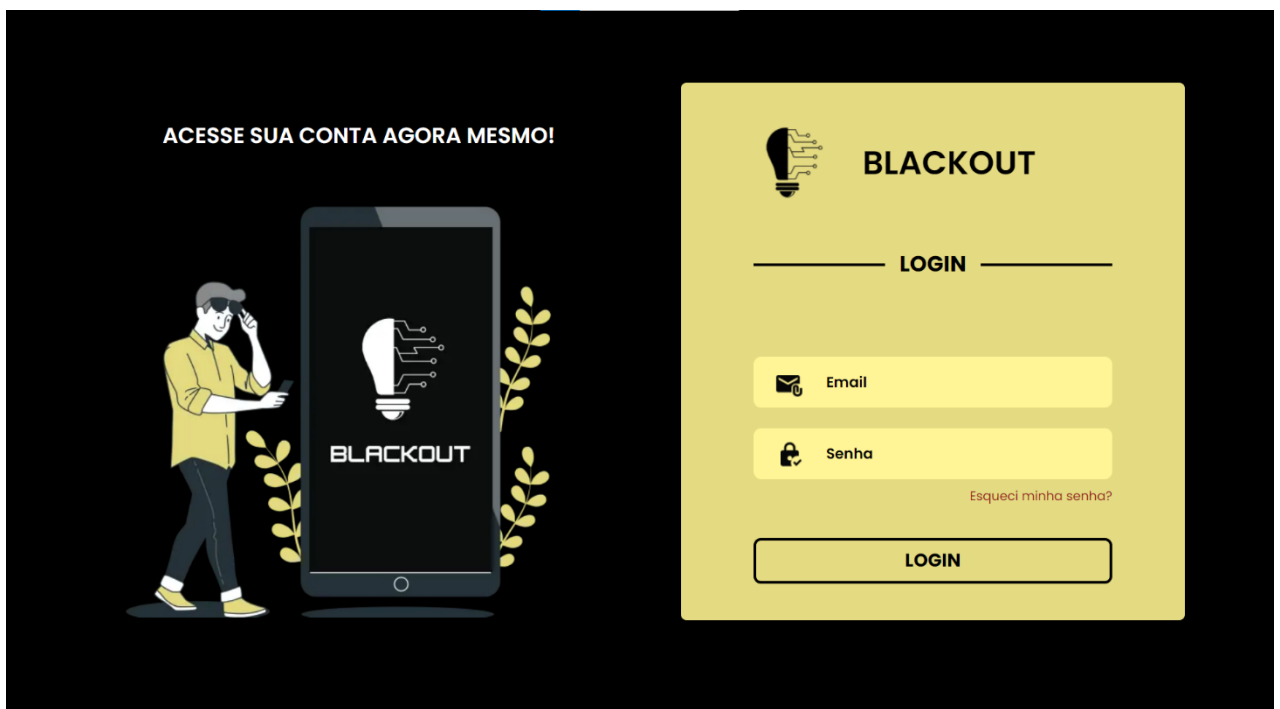 ACESSE SUA CONTA AGORA MESMO!
BLACKOUT
BLACKOUT
LOGIN
Email
Senha
Esqueci minha senha?
LOGIN